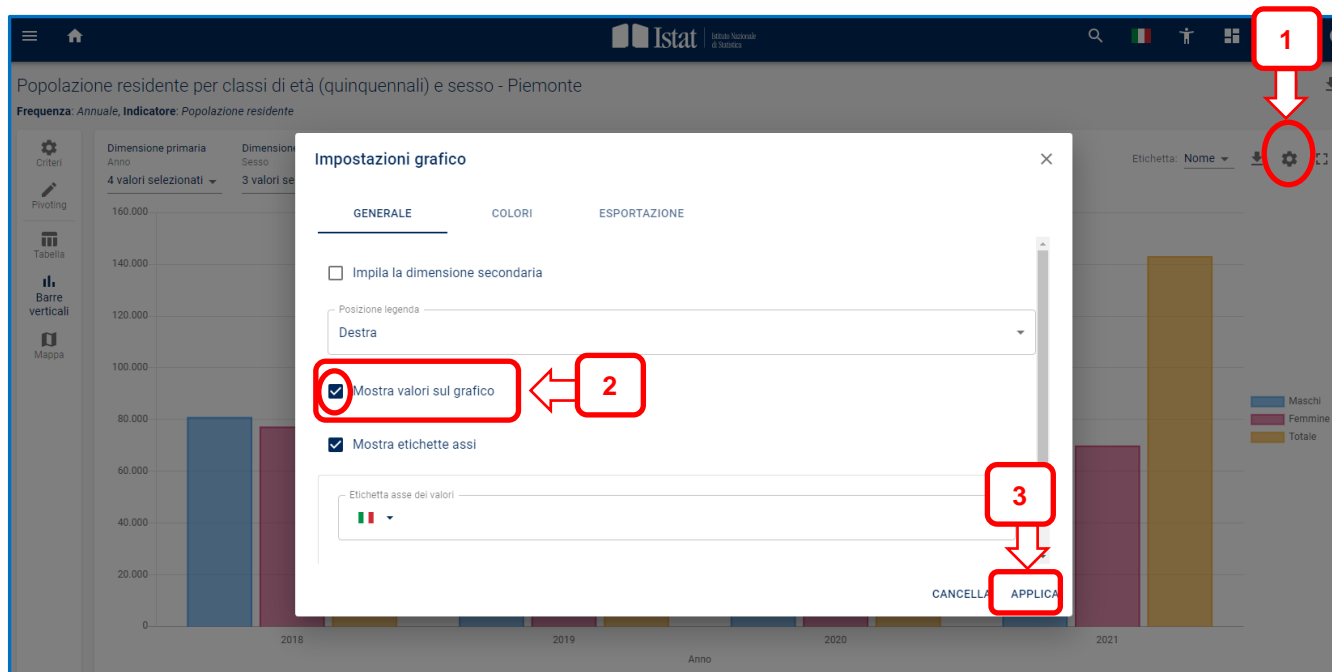 Istat
Istituto Nazionale
di Statistica
1
Popolazione residente per classi di età (quinquennali) e sesso - Piemonte
Frequenza: Annuale, Indicatore: Popolazione residente
Criteri
Pivoting
Tabella
Barre
verticali
Mappa
Dimensione primaria
Anno
4 valori selezionati
Dimensione
Sesso
3 valori se
Etichetta: Nome
Impostazioni grafico
GENERALE COLORI ESPORTAZIONE
Impila la dimensione secondaria
Posizione legenda
Destra
Mostra valori sul grafico
2
Mostra etichette assi
Etichetta asse dei valori
3
CANCELLA APPLICA
160.000
140.000
120.000
100.000
80.000
60.000
40.000
20.000
0
2018 2019 2020 2021
Anno
Maschi
Femmine
Totale